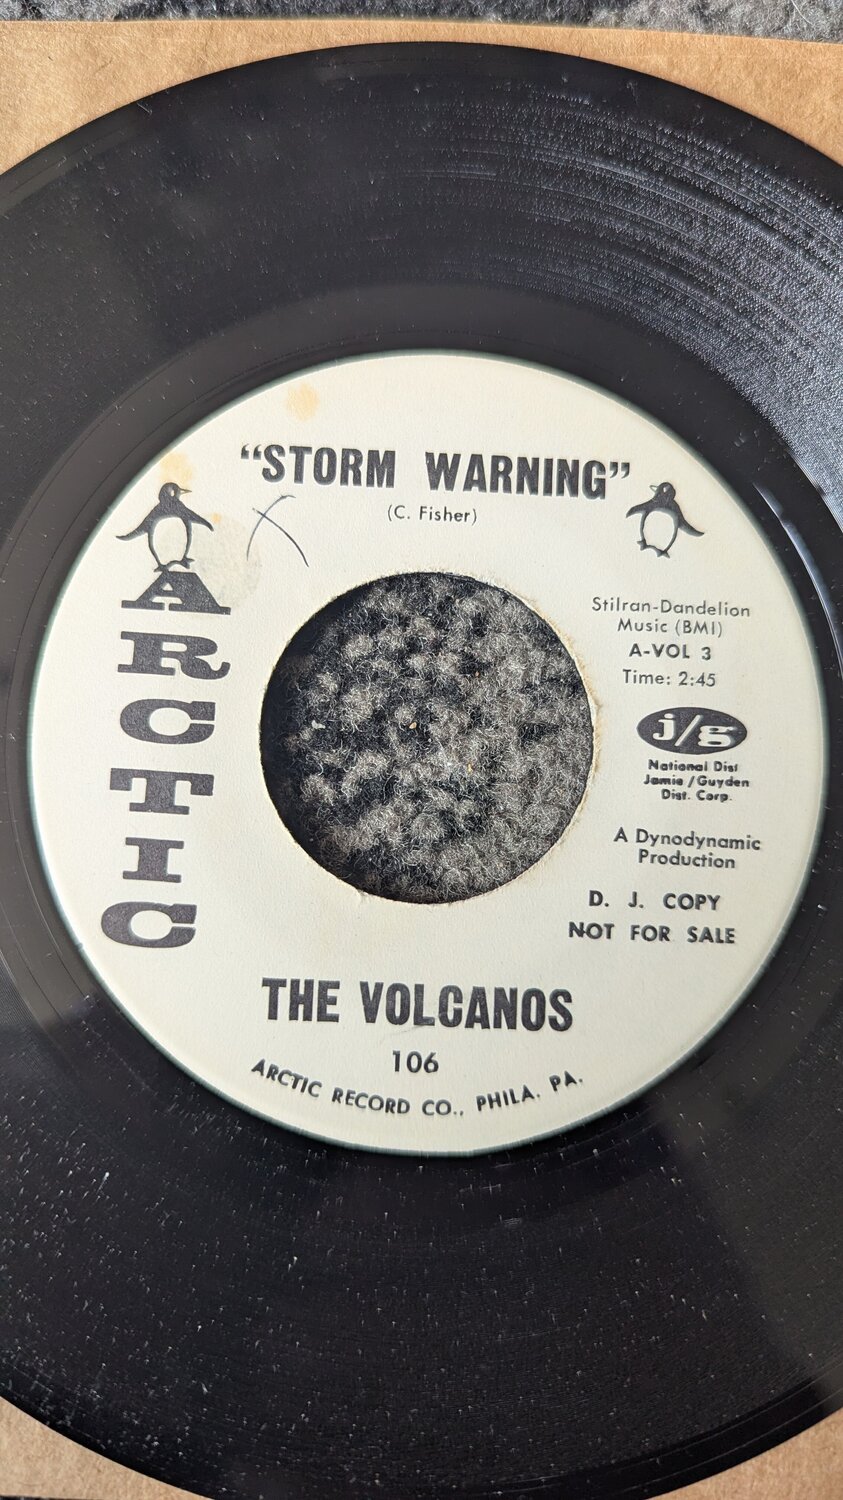 “STORM WARNING”
(C. Fisher)
X
ARCTIC
Stilran-Dandelion
Music (BMI)
A-VOL 3
Time: 2:45
j/g
National Dist
Jamie/Guyden
Dist. Corp.
A Dynodynamic
Production
D. J. COPY
NOT FOR SALE
THE VOLCANOS
106
ARCTIC RECORD CO., PHILA. PA.